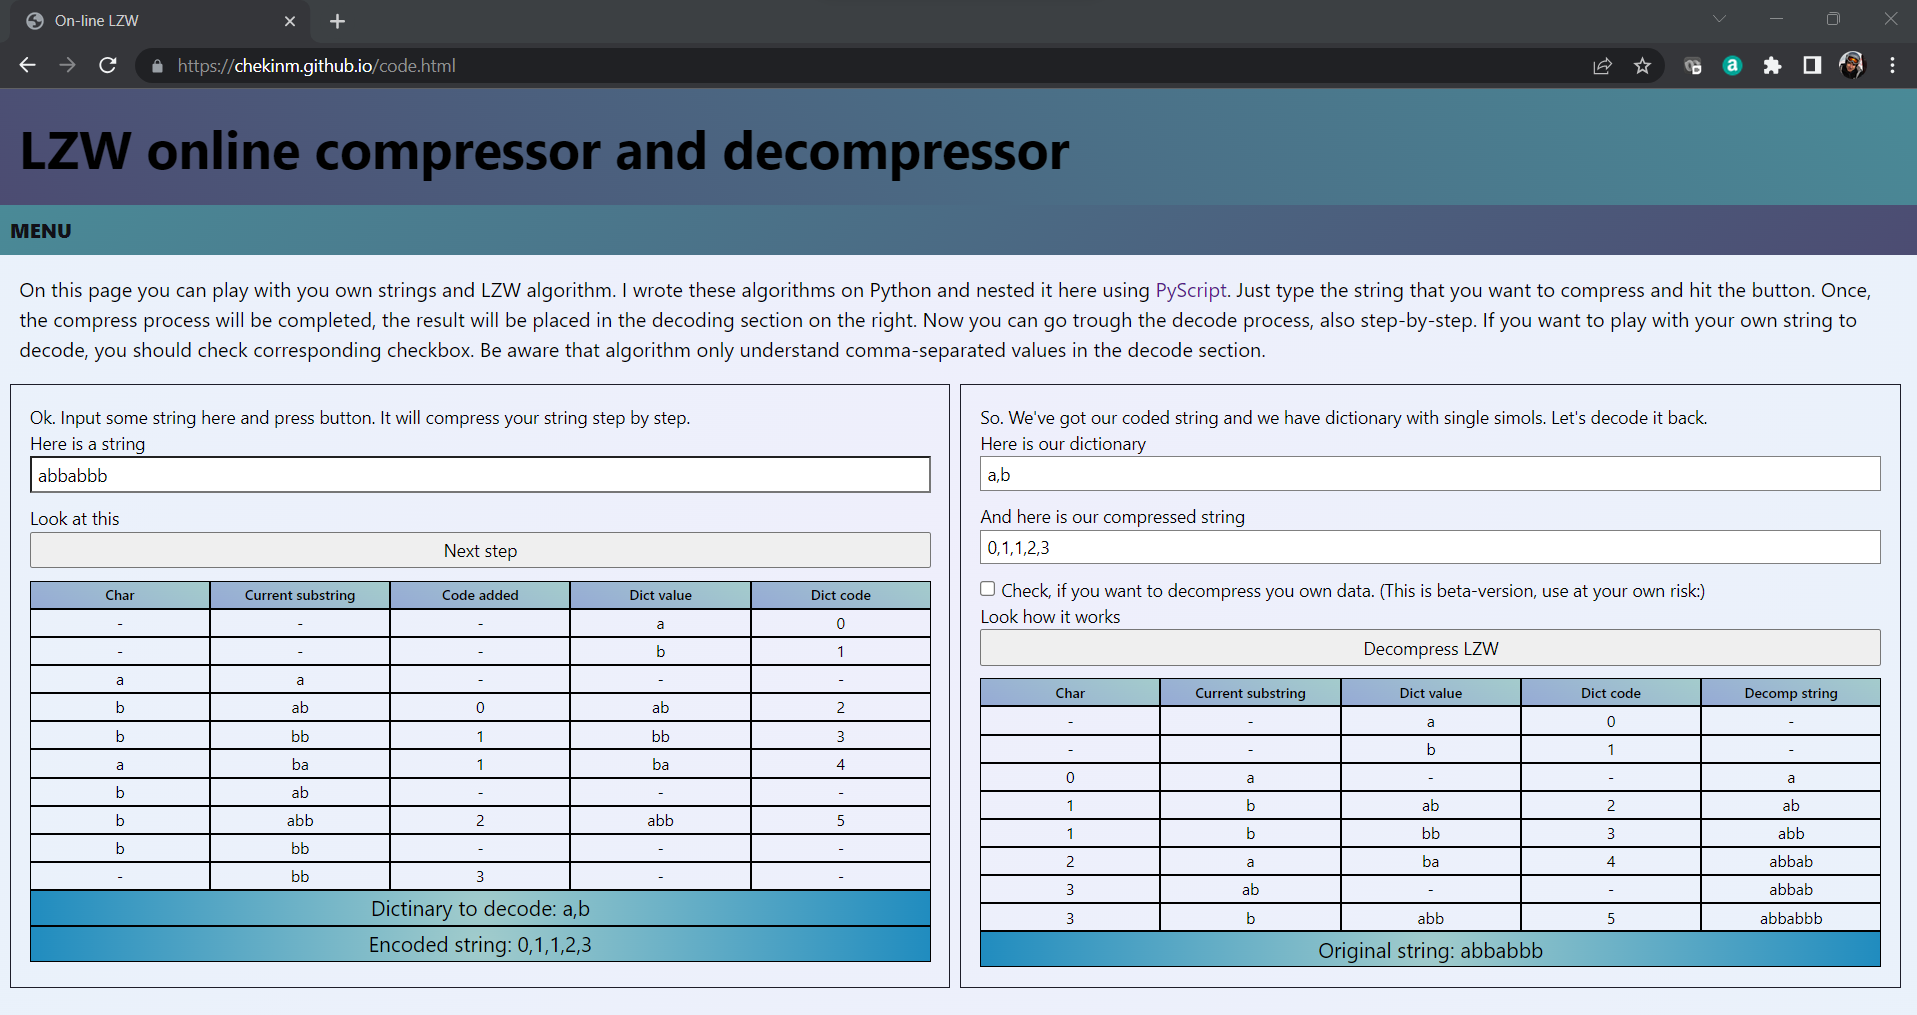 On-line LZW
https://chekinm.github.io/code.html
LZW online compressor and decompressor
MENU
On this page you can play with you own strings and LZW algorithm. I wrote these algorithms on Python and nested it here using PyScript. Just type the string that you want to compress and hit the button. Once,
the compress process will be completed, the result will be placed in the decoding section on the right. Now you can go trough the decode process, also step-by-step. If you want to play with your own string to
decode, you should check corresponding checkbox. Be aware that algorithm only understand comma-separated values in the decode section.
Ok. Input some string here and press button. It will compress your string step by step.
Here is a string
abbabbb
Look at this
Next step
Char Current substring Code added Dict value Dict code
- - - a 0
- - - b 1
a a - - -
b ab 0 ab 2
b bb 1 bb 3
a ba 1 ba 4
b ab - - -
b abb 2 abb 5
b bb - - -
- bb 3 - -
Dictinary to decode: a,b
Encoded string: 0,1,1,2,3
So. We've got our coded string and we have dictionary with single simols. Let's decode it back.
Here is our dictionary
a,b
And here is our compressed string
0,1,1,2,3
Check, if you want to decompress you own data. (This is beta-version, use at your own risk:)
Look how it works
Decompress LZW
Char Current substring Dict value Dict code Decomp string
- - a 0 -
- - b 1 -
0 a - - a
1 b ab 2 ab
1 b bb 3 abb
2 a ba 4 abbab
3 ab - - abbab
3 b abb 5 abbabbb
Original string: abbabbb